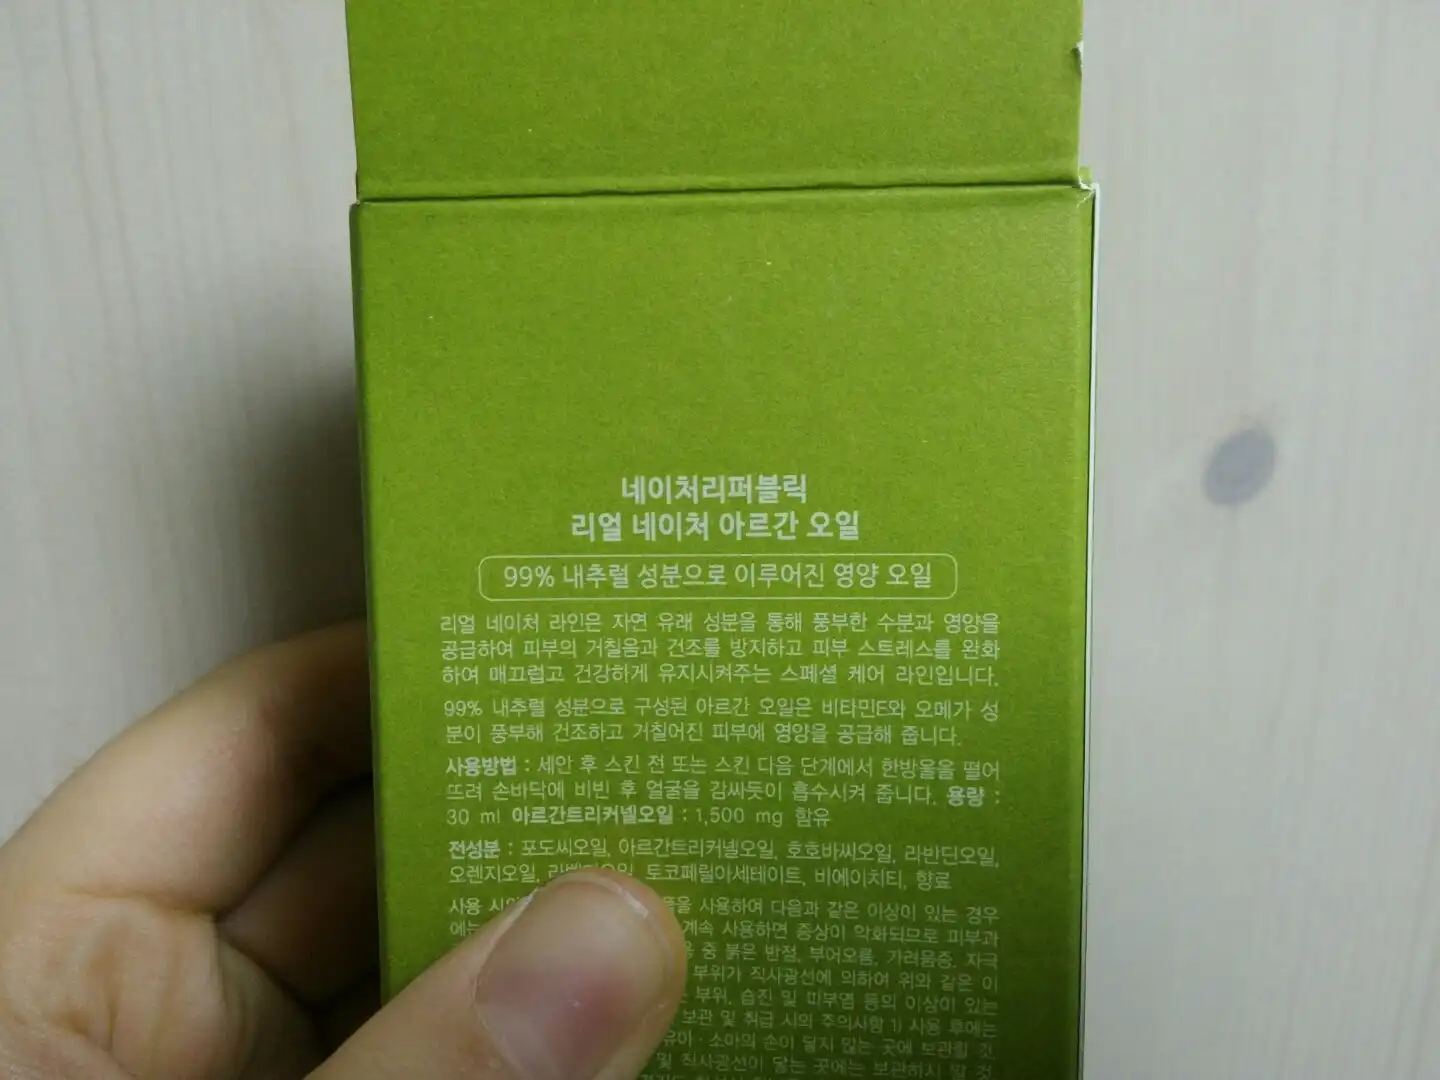 네이처리퍼블릭
리얼 네이처 아르간 오일
99% 내추럴 성분으로 이루어진 영양 오일
리얼 네이처 라인은 자연 유래 성분을 통해 풍부한 수분과 영양을
공급하여 피부의 거칠음과 건조를 방지하고 피부 스트레스를 완화
하여 매끄럽고 건강하게 유지시켜주는 스페셜 케어 라인입니다.
99% 내추럴 성분으로 구성된 아르간 오일은 비타민E와 오메가 성
분이 풍부해 건조하고 거칠어진 피부에 영양을 공급해 줍니다.
사용방법 : 세안 후 스킨 전 또는 스킨 다음 단계에서 한방울을 떨어
뜨려 손바닥에 비빈 후 얼굴을 감싸듯이 흡수시켜 줍니다. 용량 :
30 ml 아르간트리커넬오일 : 1,500 mg 함유
전성분 : 포도씨오일, 아르간트리커넬오일, 호호바씨오일, 라반딘오일,
오렌지오일, 토코페릴아세테이트, 비에이치티, 향료
사용 사용하여 다음과 같은 이상이 있는 경우
에는 계속 사용하면 증상이 악화되므로 피부과
중 붉은 반점, 부어오름, 가려움증, 자극
부위가 직사광선에 의하여 위와 같은 이
부위, 습진 및 피부염 등의 이상이 있는
보관 및 취급 시의 주의사항 1) 사용 후에는
유아·소아의 손이 닿지 않는 곳에 보관할 것
및 직사광선이 닿는 곳에는 보관하지 말 것